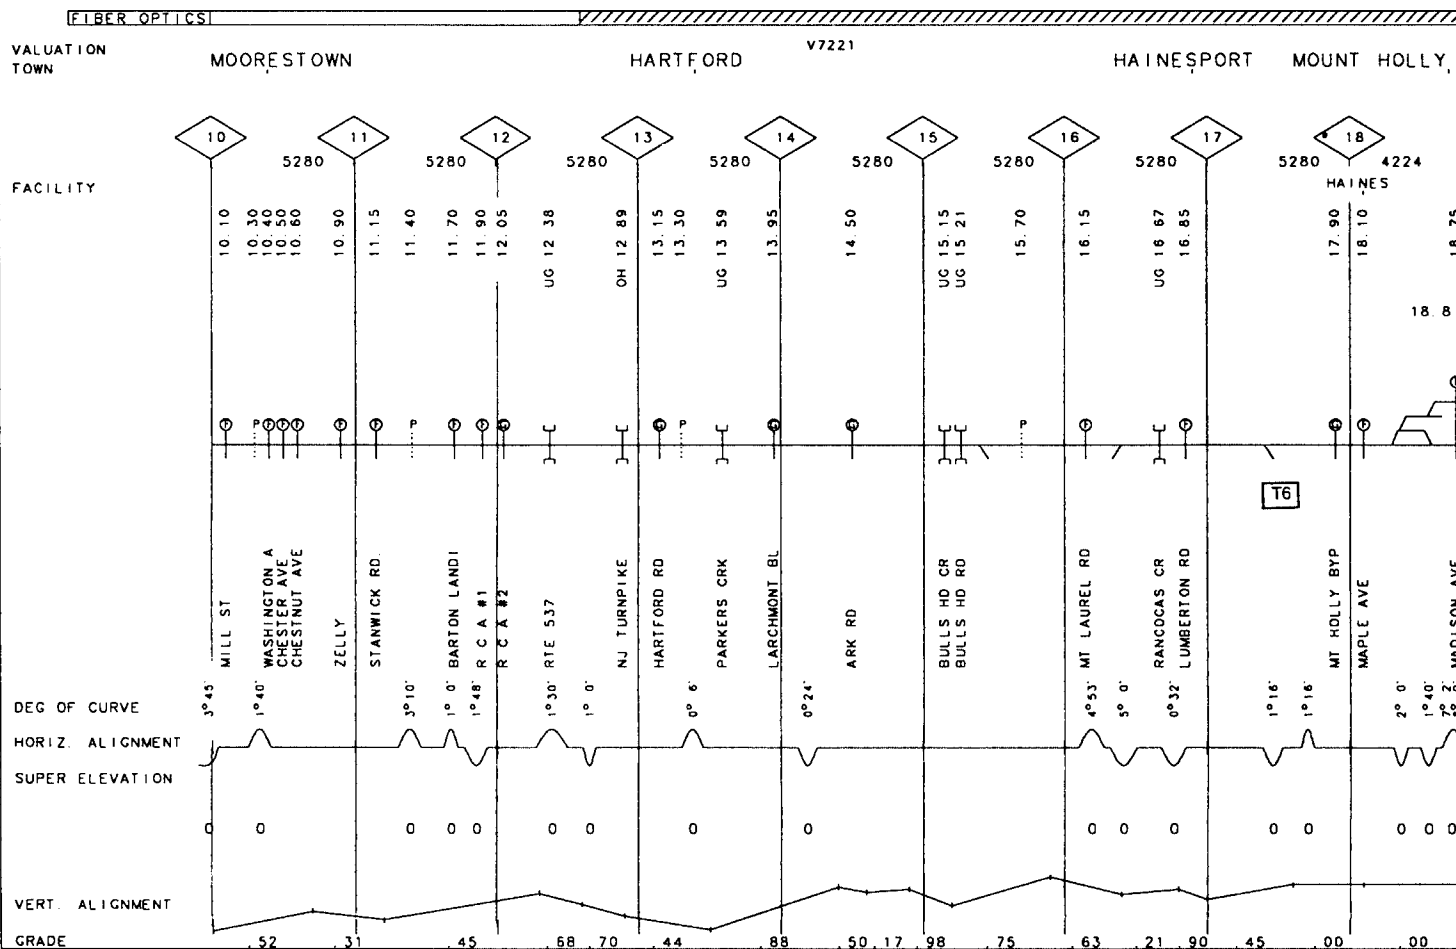 FIBER OPTICS
VALUATION V7221
TOWN MOORESTOWN HARTFORD HAINESPORT MOUNT HOLLY
10 11 12 13 14 15 16 17 18
5280 5280 5280 5280 5280 5280 5280 5280 4224
FACILITY HAINES
10.10
10.30
10.40
10.50
10.60
10.90
11.15
11.40
11.70
11.90
12.05
UG 12.38
OH 12.89
13.15
13.30
UG 13.59
13.95
14.50
UG 15.15
UG 15.21
15.70
16.15
UG 16.67
16.85
17.90
18.10
18.75
18.8
F P F F F F F P F F G G P G G P F F G F
T6
MILL ST
WASHINGTON A
CHESTER AVE
CHESTNUT AVE
ZELLY
STANWICK RD.
BARTON LANDI
R C A #1
R C A #2
RTE 537
NJ TURNPIKE
HARTFORD RD
PARKERS CRK
LARCHMONT BL
ARK RD
BULLS HD CR
BULLS HD RD
MT LAUREL RD
RANCOCAS CR
LUMBERTON RD
MT HOLLY BYP
MAPLE AVE
MADISON AVE
DEG OF CURVE 3°45' 1°40' 3°10' 1° 0' 1°48' 1°30' 1° 0' 0° 6' 0°24' 4°53' 5° 0' 0°32' 1°16' 1°16' 2° 0' 1°40' 7° 2'
HORIZ. ALIGNMENT
SUPER ELEVATION
0 0 0 0 0 0 0 0 0 0 0 0 0 0 0 0 0
VERT. ALIGNMENT
GRADE .52 .31 .45 .68 .70 .44 .88 .50 .17 .98 .75 .63 .21 .90 .45 .00 .00